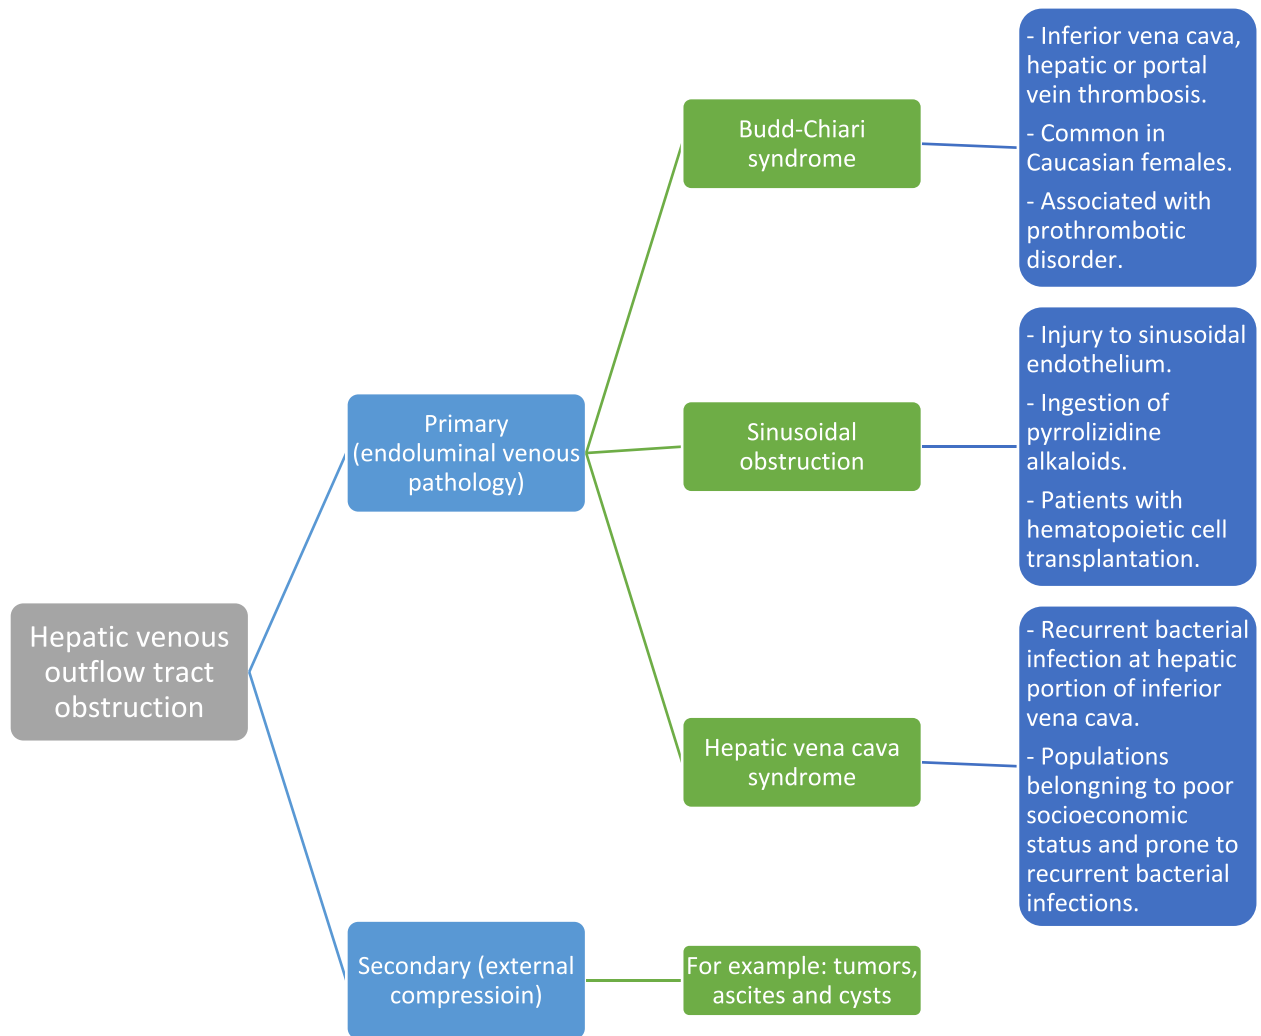 Hepatic venous
outflow tract
obstruction
Primary
(endoluminal venous
pathology)
Budd-Chiari
syndrome
- Inferior vena cava,
hepatic or portal
vein thrombosis.
- Common in
Caucasian females.
- Associated with
prothrombotic
disorder.
Sinusoidal
obstruction
- Injury to sinusoidal
endothelium.
- Ingestion of
pyrrolizidine
alkaloids.
- Patients with
hematopoietic cell
transplantation.
Hepatic vena cava
syndrome
- Recurrent bacterial
infection at hepatic
portion of inferior
vena cava.
- Populations
belongning to poor
socioeconomic
status and prone to
recurrent bacterial
infections.
Secondary (external
compressioin)
For example: tumors,
ascites and cysts